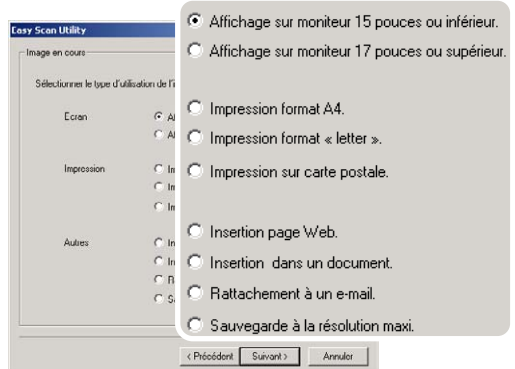 Easy Scan Utility
Image en cours
Sélectionner le type d'utilisation de l'i
Ecran
Impression
Autres
Affichage sur moniteur 15 pouces ou inférieur.
Affichage sur moniteur 17 pouces ou supérieur.
Impression format A4.
Impression format « letter ».
Impression sur carte postale.
Insertion page Web.
Insertion dans un document.
Rattachement à un e-mail.
Sauvegarde à la résolution maxi.
< Précédent Suivant > Annuler